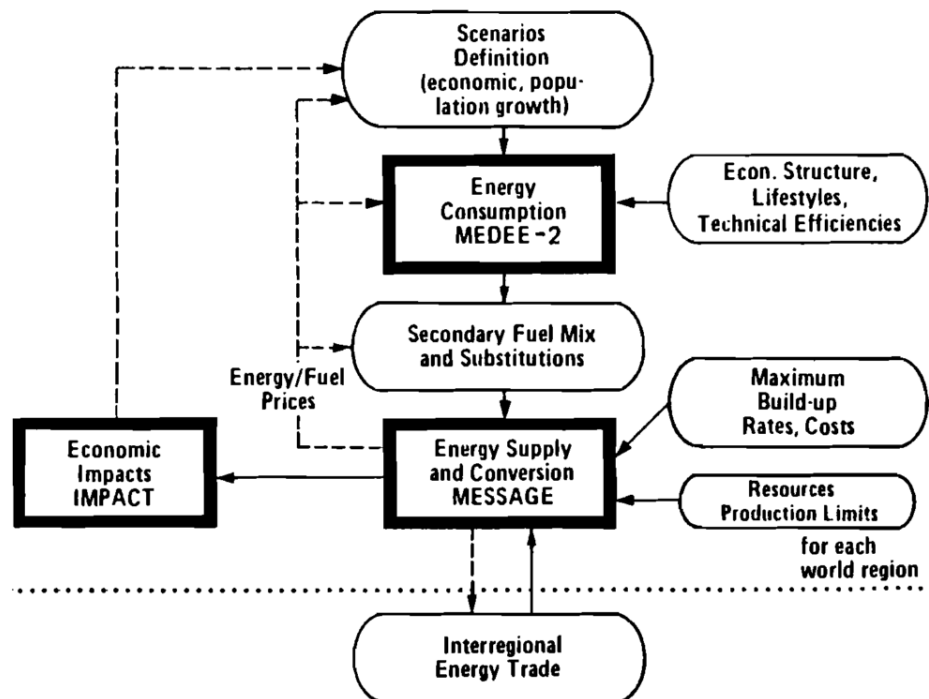 Scenarios
Definition
(economic, popu-
lation growth)
Energy
Consumption
MEDEE-2
Econ. Structure,
Lifestyles,
Technical Efficiencies
Secondary Fuel Mix
and Substitutions
Energy/Fuel
Prices
Maximum
Build-up
Rates, Costs
Economic
Impacts
IMPACT
Energy Supply
and Conversion
MESSAGE
Resources
Production Limits
for each
world region
Interregional
Energy Trade